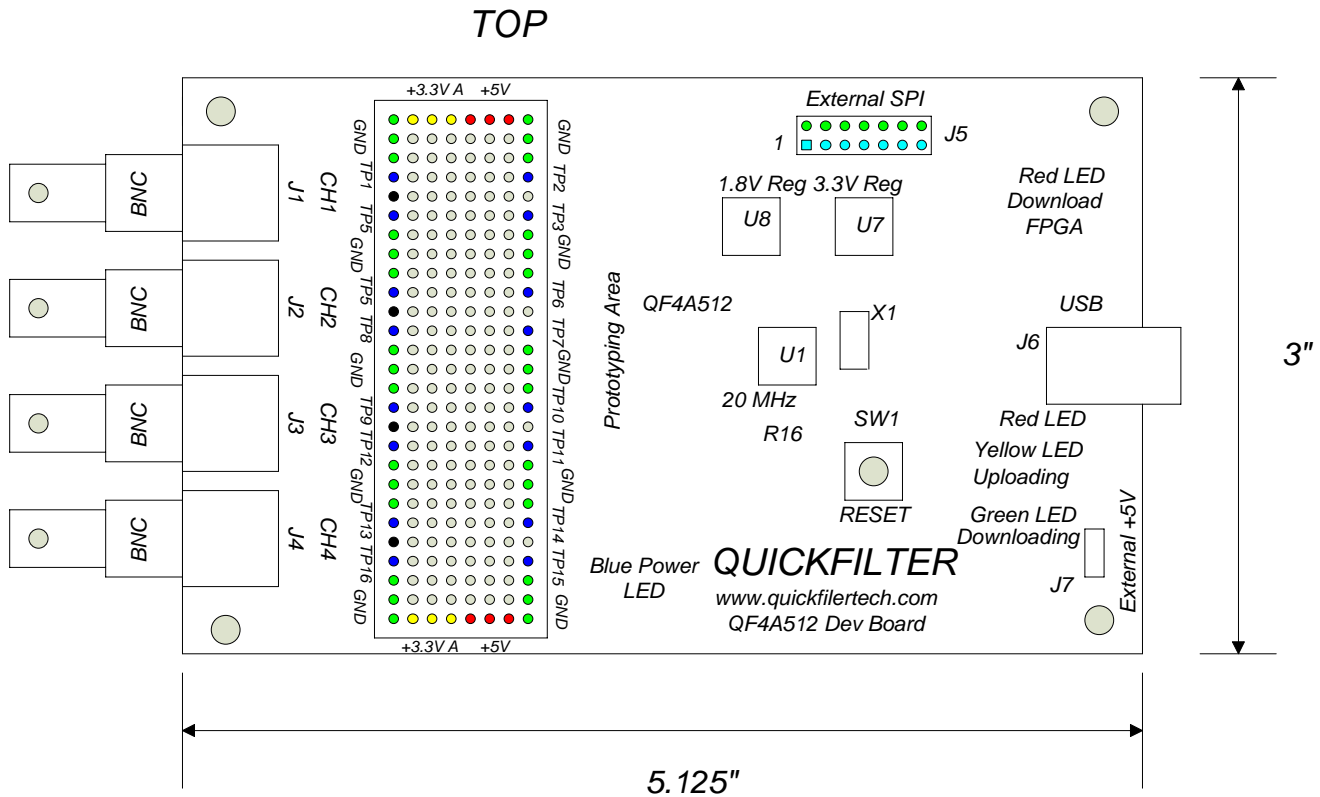 TOP
+3.3V A +5V
External SPI
1
J5
GND
GND
BNC
J1
CH1
TP1
TP2
TP5
TP3
GND
GND
1.8V Reg 3.3V Reg
U8
U7
Red LED
Download
FPGA
BNC
J2
CH2
TP5
TP6
TP8
TP7
GND
GND
Prototyping Area
QF4A512
X1
U1
20 MHz
R16
USB
J6
3"
BNC
J3
CH3
TP9
TP10
TP12
TP11
GND
GND
SW1
RESET
Red LED
Yellow LED
Uploading
Green LED
Downloading
J7
External +5V
BNC
J4
CH4
TP13
TP14
TP16
TP15
GND
GND
Blue Power
LED
QUICKFILTER
www.quickfilertech.com
QF4A512 Dev Board
+3.3V A +5V
5.125"